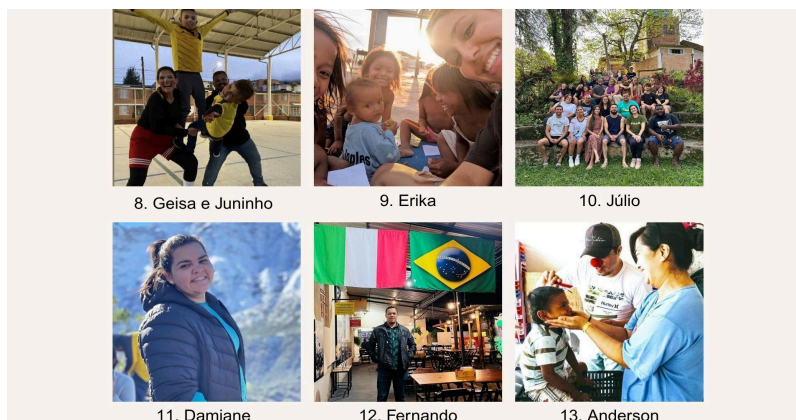 8. Geisa e Juninho
9. Erika
10. Júlio
11. Damiane
12. Fernando
13. Anderson